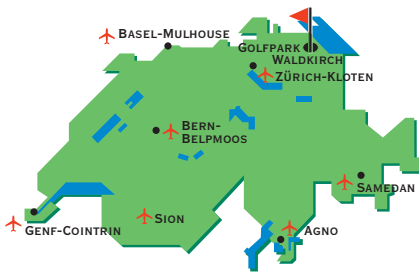 BASEL-MULHOUSE
GOLFPARK
WALDKIRCH
ZÜRICH-KLOTEN
BERN-
BELPMOOS
SAMEDAN
SION
GENF-COINTRIN
AGNO